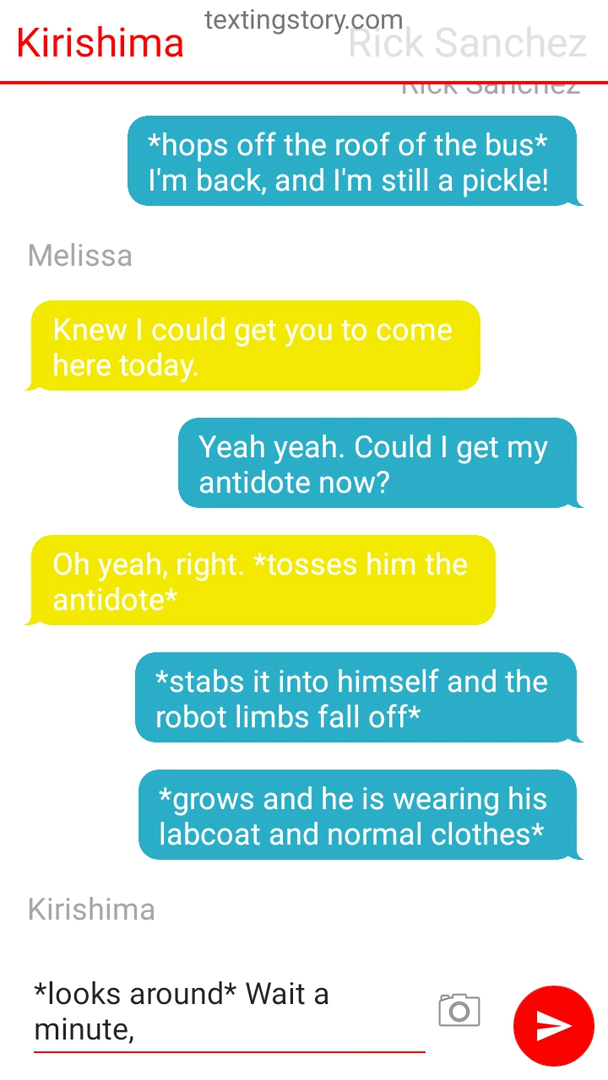 textingstory.com
Kirishima
Rick Sanchez
Rick Sanchez
*hops off the roof of the bus*
I'm back, and I'm still a pickle!
Melissa
Knew I could get you to come
here today.
Yeah yeah. Could I get my
antidote now?
Oh yeah, right. *tosses him the
antidote*
*stabs it into himself and the
robot limbs fall off*
*grows and he is wearing his
labcoat and normal clothes*
Kirishima
*looks around* Wait a
minute,